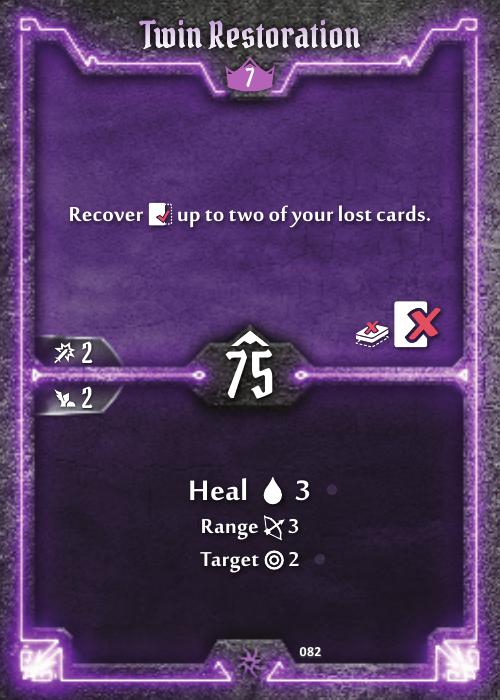 Twin Restoration
7
Recover up to two of your lost cards.
2
75
2
Heal 3
Range 3
Target 2
082